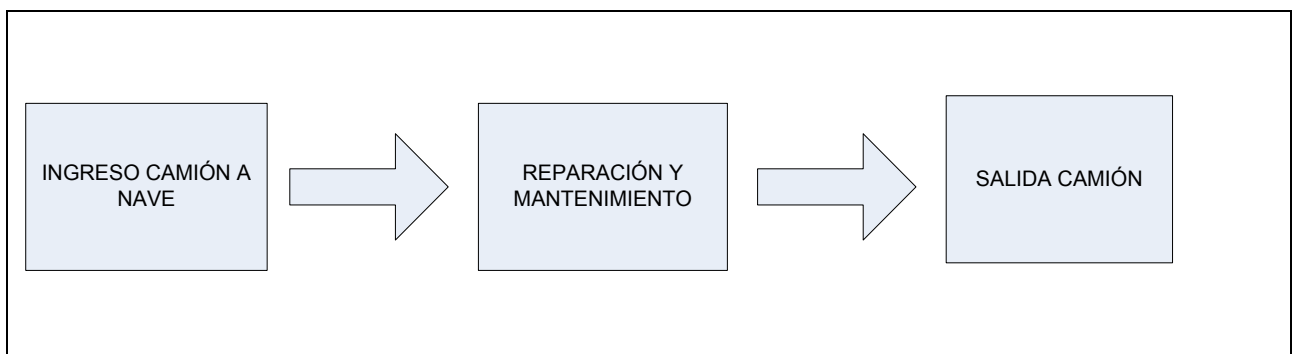 INGRESO CAMIÓN A
NAVE
REPARACIÓN Y
MANTENIMIENTO
SALIDA CAMIÓN